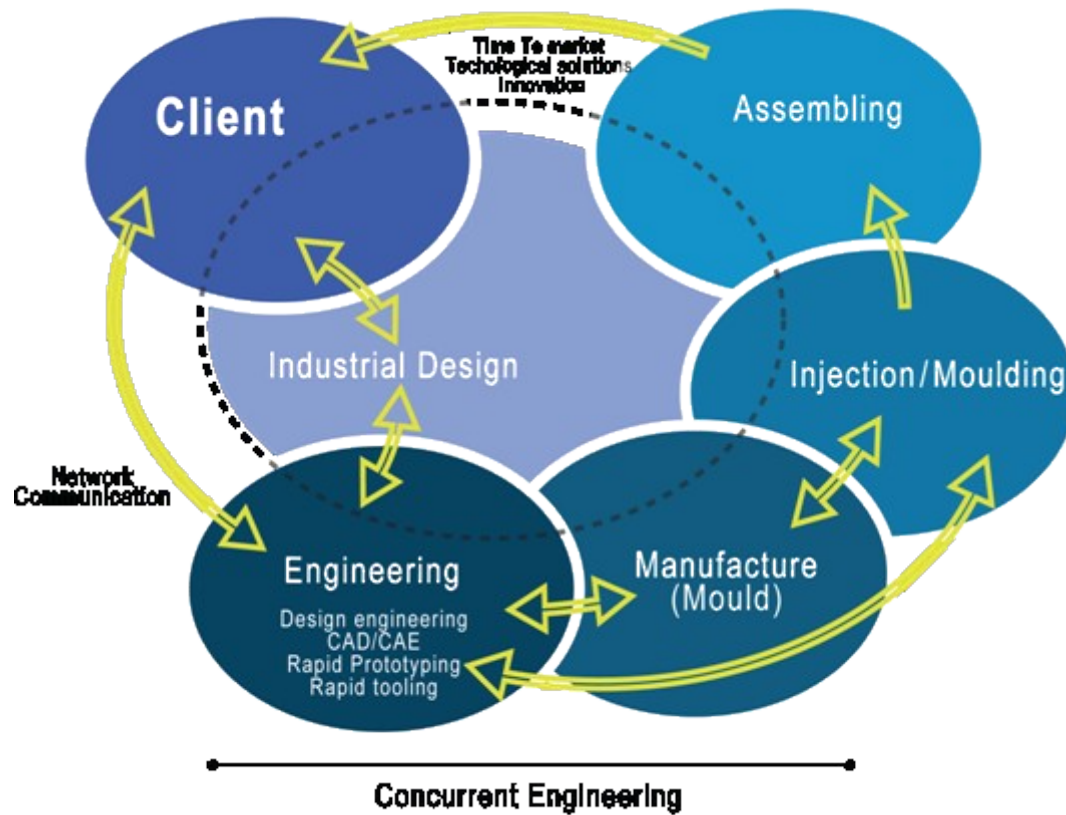 Time To market
Techological solutions
Innovation
Client
Assembling
Industrial Design
Injection/Moulding
Network
Communication
Engineering
Design engineering
CAD/CAE
Rapid Prototyping
Rapid tooling
Manufacture
(Mould)
Concurrent Engineering